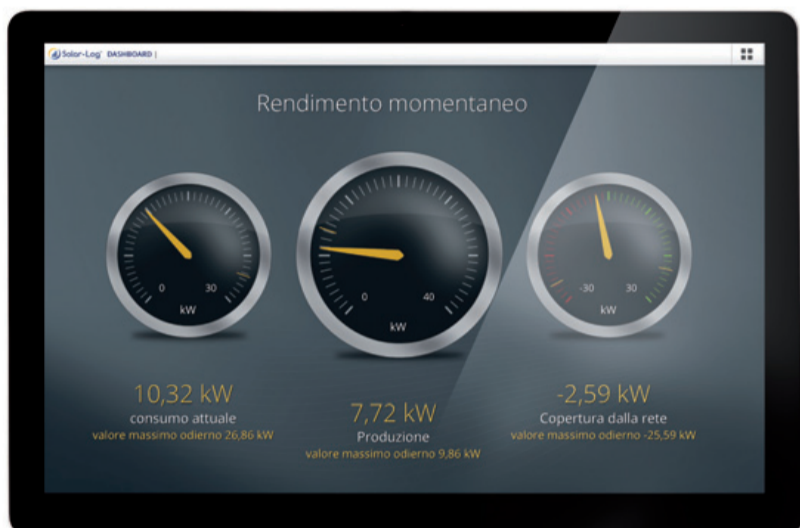 Solar-Log® DASHBOARD |
Rendimento momentaneo
0 30
kW
0 40
kW
-30 30
kW
10,32 kW
consumo attuale
valore massimo odierno 26,86 kW
7,72 kW
Produzione
valore massimo odierno 9,86 kW
-2,59 kW
Copertura dalla rete
valore massimo odierno -25,59 kW